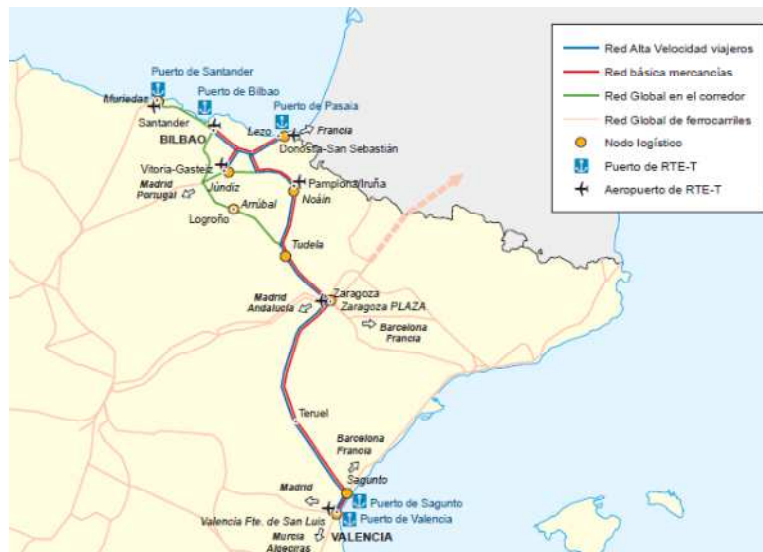 Red Alta Velocidad viajeros
Red básica mercancías
Red Global en el corredor
Red Global de ferrocarriles
Nodo logístico
Puerto de RTE-T
Aeropuerto de RTE-T
Puerto de Santander
Puerto de Bilbao
Muriedas
Puerto de Pasaia
Santander
Lezo
Francia
BILBAO
Donostia-San Sebastián
Vitoria-Gasteiz
Júndiz
Pamplona/Iruña
Madrid
Portugal
Noáin
Arrúbal
Logroño
Tudela
Zaragoza
Madrid
Andalucía
Zaragoza PLAZA
Barcelona
Francia
Teruel
Barcelona
Francia
Sagunto
Madrid
Puerto de Sagunto
Valencia Fte. de San Luis
Puerto de Valencia
Murcia
Algeciras
VALENCIA